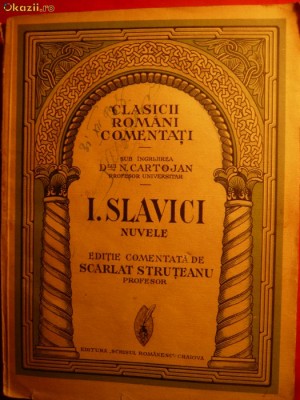 Okazii.ro
CLASICII
ROMÂNI
COMENTAȚI
SUB ÎNGRIJIREA
D-lui N. CARTOJAN
PROFESOR UNIVERSITAR
I. SLAVICI
NUVELE
EDIȚIE COMENTATĂ DE
SCARLAT STRUȚEANU
PROFESOR
EDITURA „SCRISUL ROMÂNESC” CRAIOVA